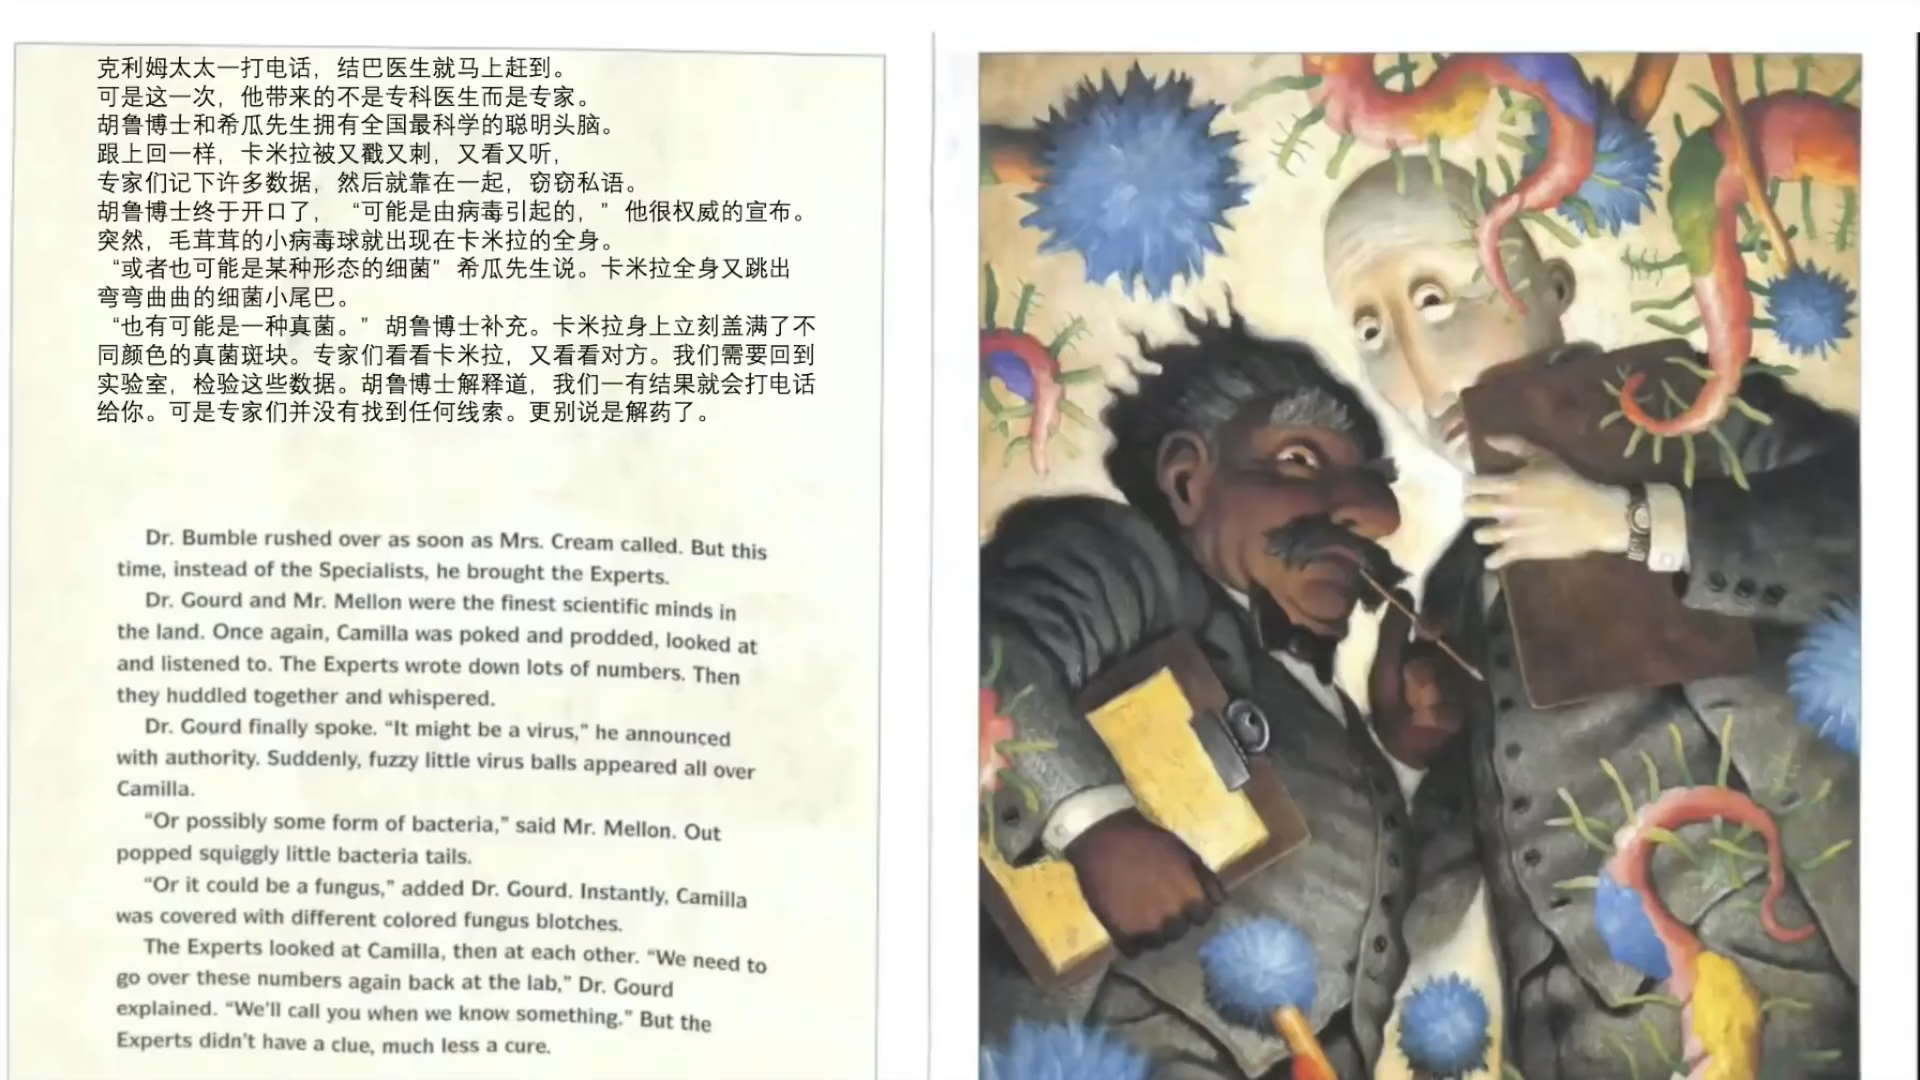 克利姆太太一打电话，结巴医生就马上赶到。
可是这一次，他带来的不是专科医生而是专家。
胡鲁博士和希瓜先生拥有全国最科学的聪明头脑。
跟上回一样，卡米拉被又戳又刺，又看又听，
专家们记下许多数据，然后就靠在一起，窃窃私语。
胡鲁博士终于开口了，“可能是由病毒引起的，”他很权威的宣布。
突然，毛茸茸的小病毒球就出现在卡米拉的全身。
“或者也可能是某种形态的细菌”希瓜先生说。卡米拉全身又跳出
弯弯曲曲的细菌小尾巴。
“也有可能是一种真菌。”胡鲁博士补充。卡米拉身上立刻盖满了不
同颜色的真菌斑块。专家们看看卡米拉，又看看对方。我们需要回到
实验室，检验这些数据。胡鲁博士解释道，我们一有结果就会打电话
给你。可是专家们并没有找到任何线索。更别说是解药了。
Dr. Bumble rushed over as soon as Mrs. Cream called. But this
time, instead of the Specialists, he brought the Experts.
Dr. Gourd and Mr. Mellon were the finest scientific minds in
the land. Once again, Camilla was poked and prodded, looked at
and listened to. The Experts wrote down lots of numbers. Then
they huddled together and whispered.
Dr. Gourd finally spoke. “It might be a virus,” he announced
with authority. Suddenly, fuzzy little virus balls appeared all over
Camilla.
“Or possibly some form of bacteria,” said Mr. Mellon. Out
popped squiggly little bacteria tails.
“Or it could be a fungus,” added Dr. Gourd. Instantly, Camilla
was covered with different colored fungus blotches.
The Experts looked at Camilla, then at each other. “We need to
go over these numbers again back at the lab,” Dr. Gourd
explained. “We'll call you when we know something.” But the
Experts didn't have a clue, much less a cure.